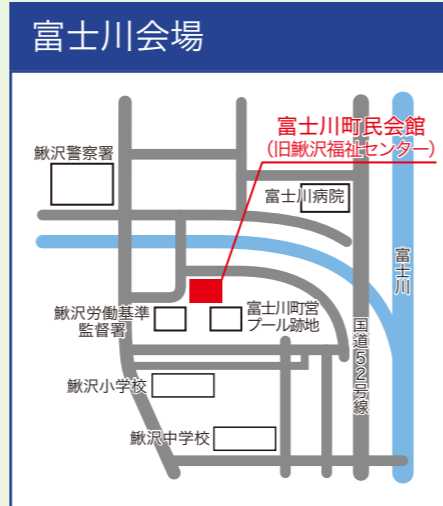 富士川会場
富士川町民会館
（旧鰍沢福祉センター）
鰍沢警察署
富士川病院
富士川
鰍沢労働基準
監督署
富士川町営
プール跡地
国道52号線
鰍沢小学校
鰍沢中学校